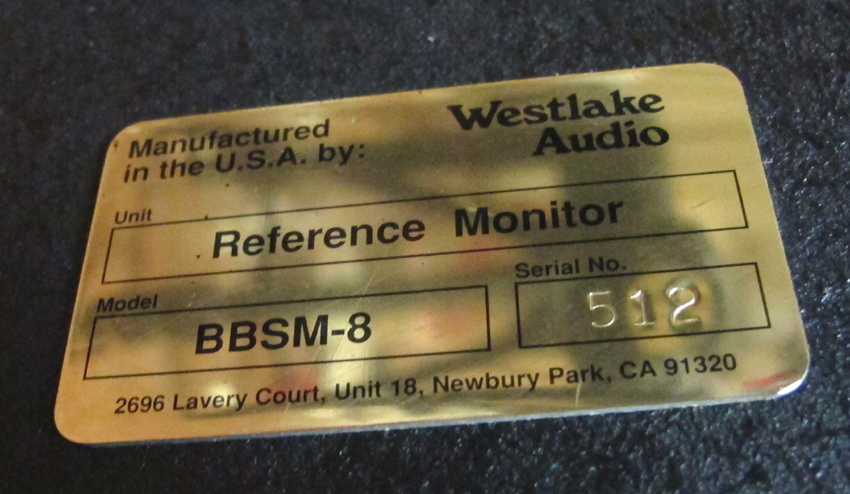 Manufactured
in the U.S.A. by:
Westlake
Audio
Unit
Reference Monitor
Model
BBSM-8
Serial No.
512
2696 Lavery Court, Unit 18, Newbury Park, CA 91320